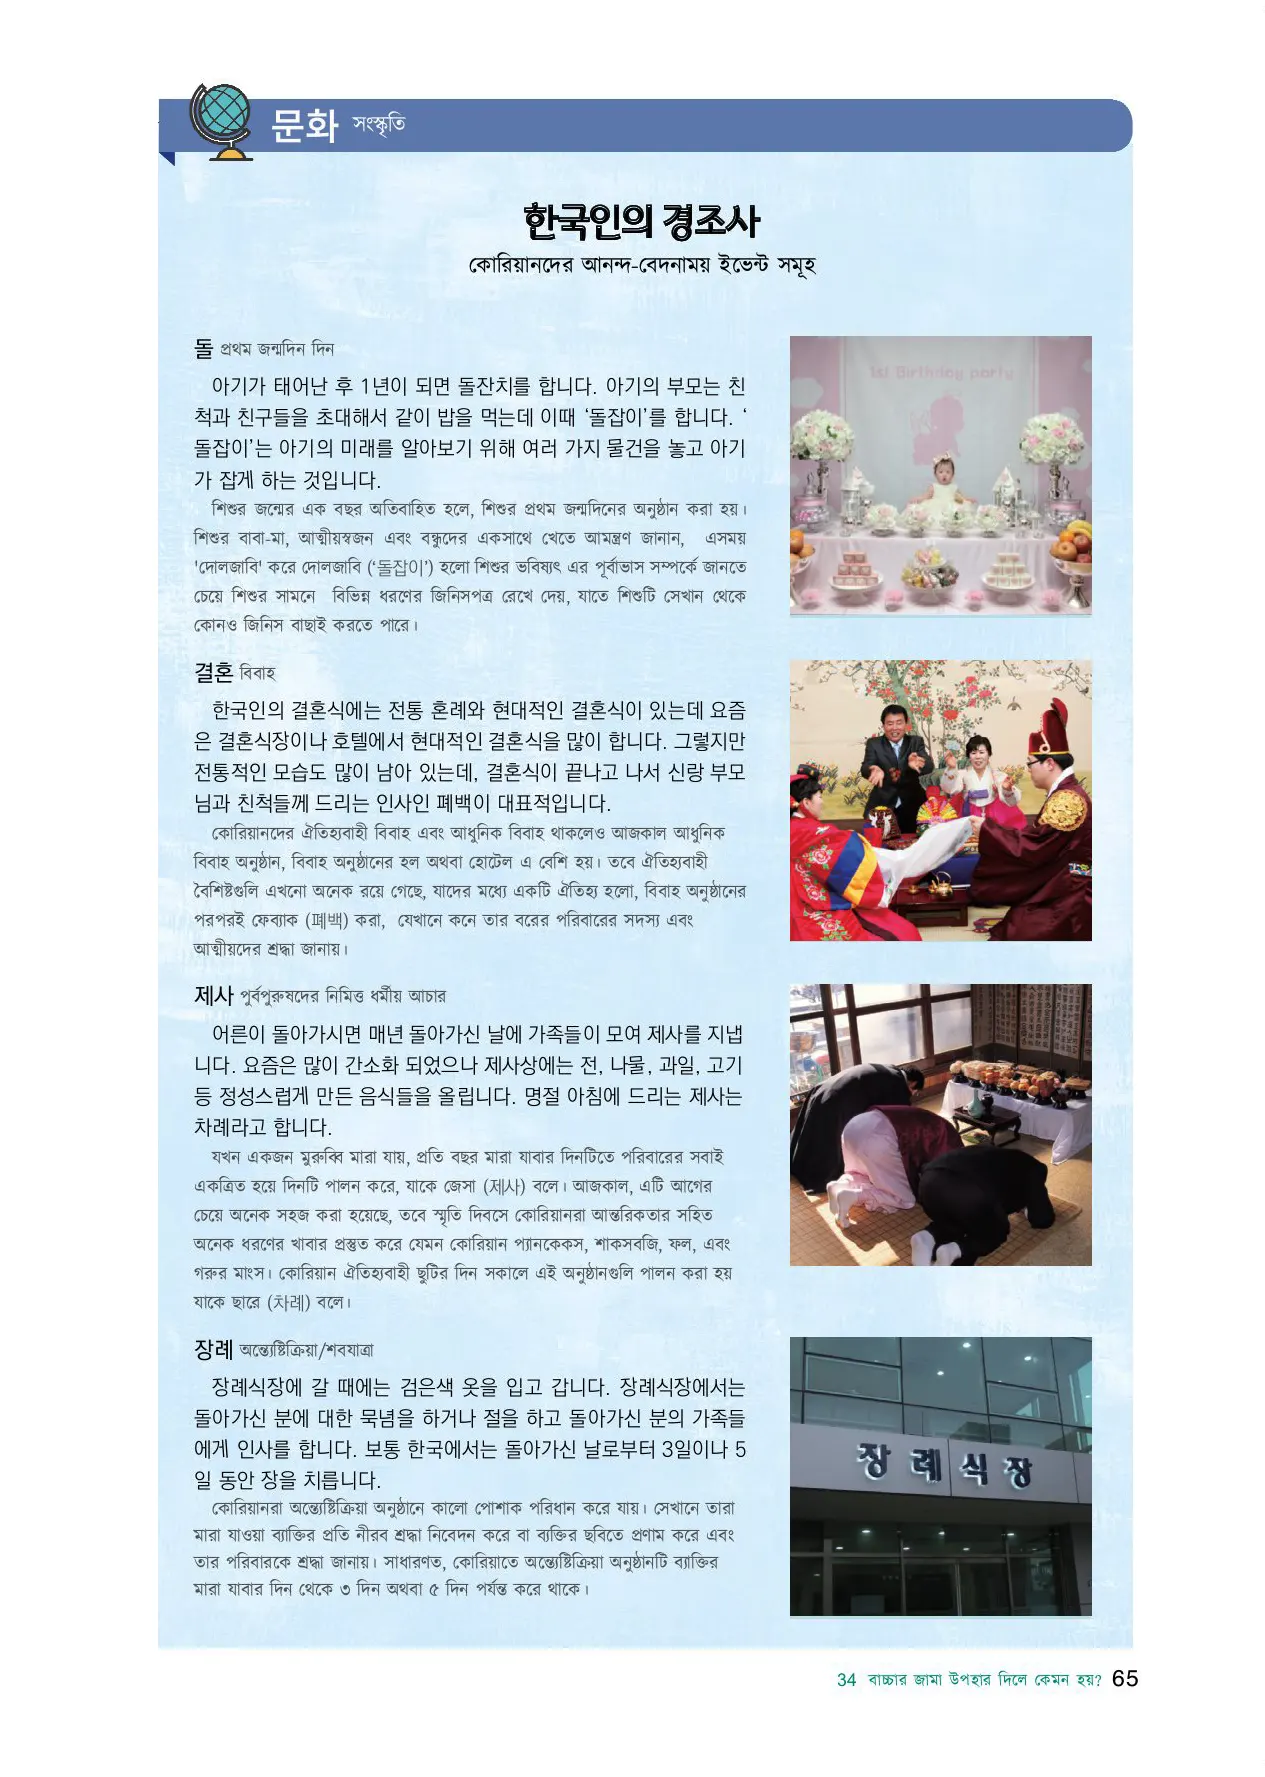 문화 সংস্কৃতি
한국인의 경조사
কোরিয়ানদের আনন্দ-বেদনাময় ইভেন্ট সমূহ
돌 প্রথম জন্মদিন দিন
아기가 태어난 후 1년이 되면 돌잔치를 합니다. 아기의 부모는 친
척과 친구들을 초대해서 같이 밥을 먹는데 이때 ‘돌잡이’를 합니다. ‘
돌잡이’는 아기의 미래를 알아보기 위해 여러 가지 물건을 놓고 아기
가 잡게 하는 것입니다.
শিশুর জন্মের এক বছর অতিবাহিত হলে, শিশুর প্রথম জন্মদিনের অনুষ্ঠান করা হয়।
শিশুর বাবা-মা, আত্মীয়স্বজন এবং বন্ধুদের একসাথে খেতে আমন্ত্রণ জানান, এসময়
'দোলজাবি' করে দোলজাবি (‘돌잡이’) হলো শিশুর ভবিষ্যৎ এর পূর্বাভাস সম্পর্কে জানতে
চেয়ে শিশুর সামনে বিভিন্ন ধরণের জিনিসপত্র রেখে দেয়, যাতে শিশুটি সেখান থেকে
কোনও জিনিস বাছাই করতে পারে।
1st Birthday party
결혼 বিবাহ
한국인의 결혼식에는 전통 혼례와 현대적인 결혼식이 있는데 요즘
은 결혼식장이나 호텔에서 현대적인 결혼식을 많이 합니다. 그렇지만
전통적인 모습도 많이 남아 있는데, 결혼식이 끝나고 나서 신랑 부모
님과 친척들께 드리는 인사인 폐백이 대표적입니다.
কোরিয়ানদের ঐতিহ্যবাহী বিবাহ এবং আধুনিক বিবাহ থাকলেও আজকাল আধুনিক
বিবাহ অনুষ্ঠান, বিবাহ অনুষ্ঠানের হল অথবা হোটেল এ বেশি হয়। তবে ঐতিহ্যবাহী
বৈশিষ্টগুলি এখনো অনেক রয়ে গেছে, যাদের মধ্যে একটি ঐতিহ্য হলো, বিবাহ অনুষ্ঠানের
পরপরই ফেব্যাক (폐백) করা, যেখানে কনে তার বরের পরিবারের সদস্য এবং
আত্মীয়দের শ্রদ্ধা জানায়।
제사 পুর্বপুরুষদের নিমিত্ত ধর্মীয় আচার
어른이 돌아가시면 매년 돌아가신 날에 가족들이 모여 제사를 지냅
니다. 요즘은 많이 간소화 되었으나 제사상에는 전, 나물, 과일, 고기
등 정성스럽게 만든 음식들을 올립니다. 명절 아침에 드리는 제사는
차례라고 합니다.
যখন একজন মুরুব্বি মারা যায়, প্রতি বছর মারা যাবার দিনটিতে পরিবারের সবাই
একত্রিত হয়ে দিনটি পালন করে, যাকে জেসা (제사) বলে। আজকাল, এটি আগের
চেয়ে অনেক সহজ করা হয়েছে, তবে স্মৃতি দিবসে কোরিয়ানরা আন্তরিকতার সহিত
অনেক ধরণের খাবার প্রস্তুত করে যেমন কোরিয়ান প্যানকেকস, শাকসবজি, ফল, এবং
গরুর মাংস। কোরিয়ান ঐতিহ্যবাহী ছুটির দিন সকালে এই অনুষ্ঠানগুলি পালন করা হয়
যাকে ছারে (차례) বলে।
장례 অন্ত্যেষ্টিক্রিয়া/শবযাত্রা
장례식장에 갈 때에는 검은색 옷을 입고 갑니다. 장례식장에서는
돌아가신 분에 대한 묵념을 하거나 절을 하고 돌아가신 분의 가족들
에게 인사를 합니다. 보통 한국에서는 돌아가신 날로부터 3일이나 5
일 동안 장을 치릅니다.
কোরিয়ানরা অন্ত্যেষ্টিক্রিয়া অনুষ্ঠানে কালো পোশাক পরিধান করে যায়। সেখানে তারা
মারা যাওয়া ব্যাক্তির প্রতি নীরব শ্রদ্ধা নিবেদন করে বা ব্যক্তির ছবিতে প্রণাম করে এবং
তার পরিবারকে শ্রদ্ধা জানায়। সাধারণত, কোরিয়াতে অন্ত্যেষ্টিক্রিয়া অনুষ্ঠানটি ব্যাক্তির
মারা যাবার দিন থেকে ৩ দিন অথবা ৫ দিন পর্যন্ত করে থাকে।
장례식장
34 বাচ্চার জামা উপহার দিলে কেমন হয়? 65